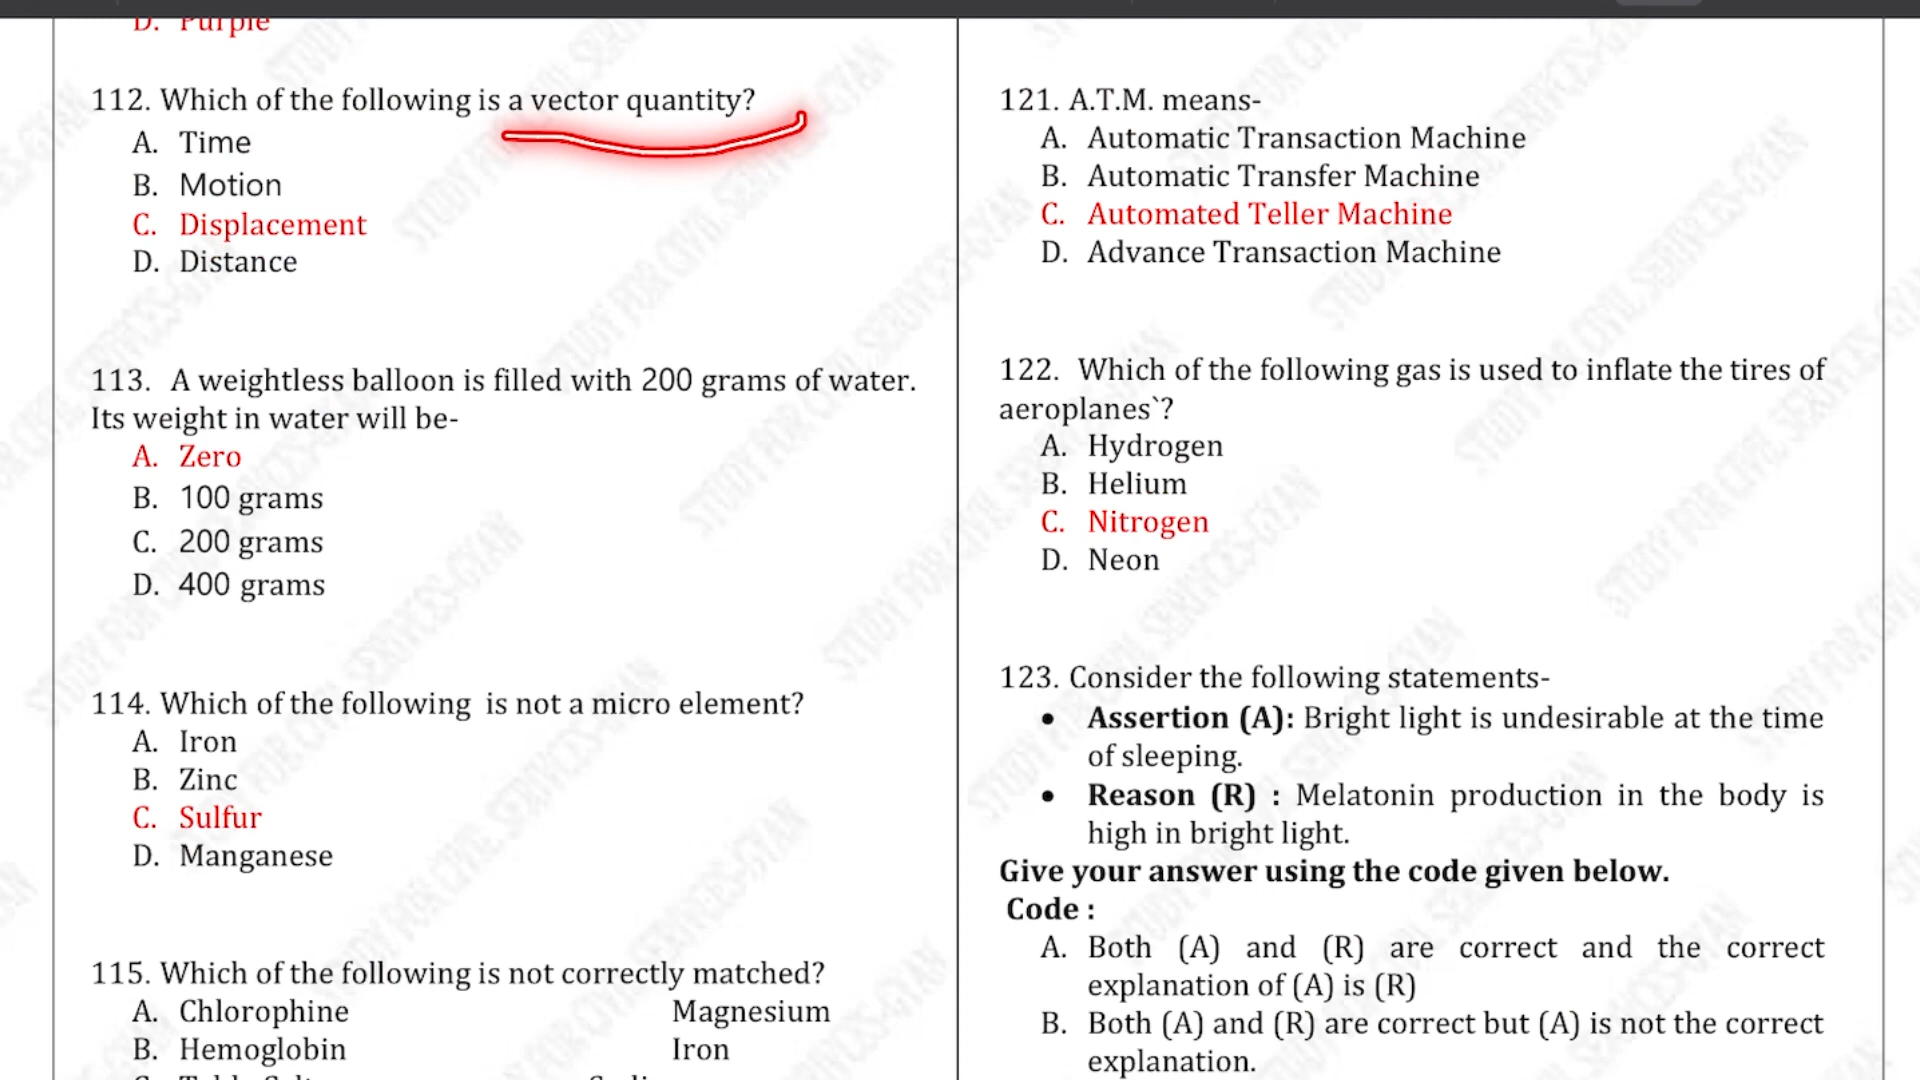 D. Purple
112. Which of the following is a vector quantity?
A. Time
B. Motion
C. Displacement
D. Distance
113. A weightless balloon is filled with 200 grams of water.
Its weight in water will be-
A. Zero
B. 100 grams
C. 200 grams
D. 400 grams
114. Which of the following is not a micro element?
A. Iron
B. Zinc
C. Sulfur
D. Manganese
115. Which of the following is not correctly matched?
A. Chlorophine Magnesium
B. Hemoglobin Iron
121. A.T.M. means-
A. Automatic Transaction Machine
B. Automatic Transfer Machine
C. Automated Teller Machine
D. Advance Transaction Machine
122. Which of the following gas is used to inflate the tires of
aeroplanes`?
A. Hydrogen
B. Helium
C. Nitrogen
D. Neon
123. Consider the following statements-
• Assertion (A): Bright light is undesirable at the time
of sleeping.
• Reason (R) : Melatonin production in the body is
high in bright light.
Give your answer using the code given below.
Code :
A. Both (A) and (R) are correct and the correct
explanation of (A) is (R)
B. Both (A) and (R) are correct but (A) is not the correct
explanation.
STUDY FOR CIVIL SERVICES-GYAN